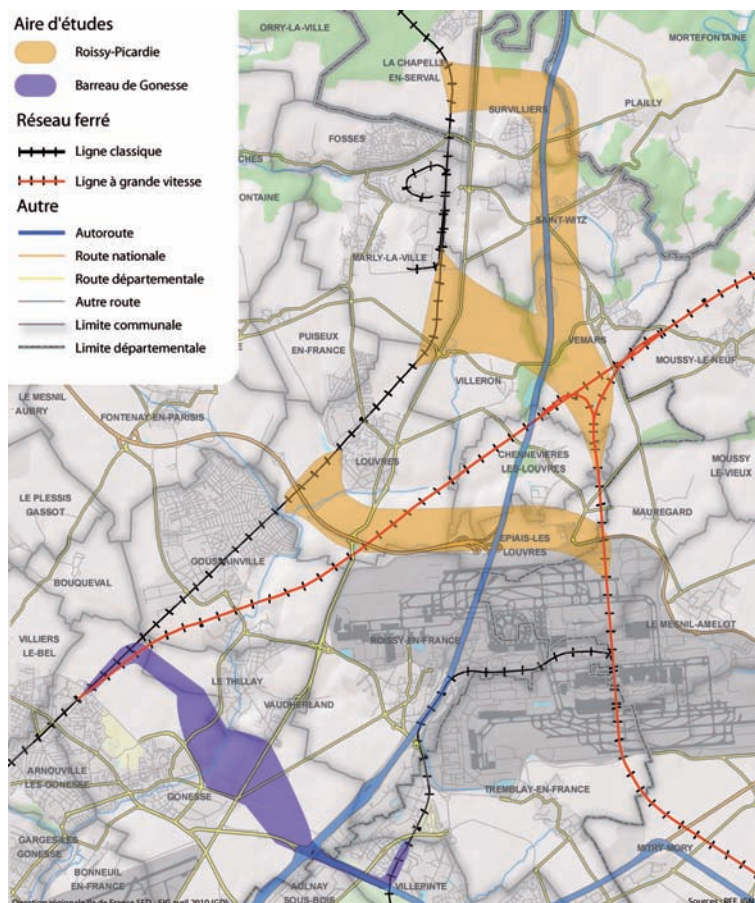 Aire d'études
Roissy-Picardie
Barreau de Gonesse
Réseau ferré
Ligne classique
Ligne à grande vitesse
Autre
Autoroute
Route nationale
Route départementale
Autre route
Limite communale
Limite départementale
ORRY-LA-VILLE
MORTEFONTAINE
LA CHAPELLE
EN-SERVAL
SURVILLIERS
PLAILLY
FOSSES
SAINT-WITZ
MARLY-LA-VILLE
PUISEUX
EN-FRANCE
VEMARS
MOUSSY-LE-NEUF
VILLERON
LE MESNIL
AUBRY
FONTENAY-EN-PARISIS
LOUVRES
CHENNEVIERES
LES-LOUVRES
MOUSSY
LE-VIEUX
LE PLESSIS
GASSOT
MAUREGARD
EPIAIS-LES
LOUVRES
GOUSSAINVILLE
BOUQUEVAL
VILLIERS
LE-BEL
ROISSY-EN-FRANCE
LE MESNIL-AMELOT
LE THILLAY
VAUDHERLAND
ARNOUVILLE
LES-GONESSE
GONESSE
TREMBLAY-EN-FRANCE
GARGES-LES
GONESSE
MITRY-MORY
BONNEUIL
EN-FRANCE
AULNAY
SOUS-BOIS
VILLEPINTE